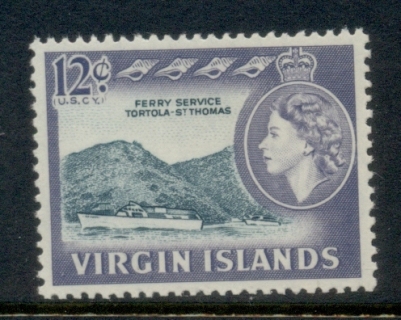 12¢
(U.S.CY.)
FERRY SERVICE
TORTOLA-ST THOMAS
VIRGIN ISLANDS